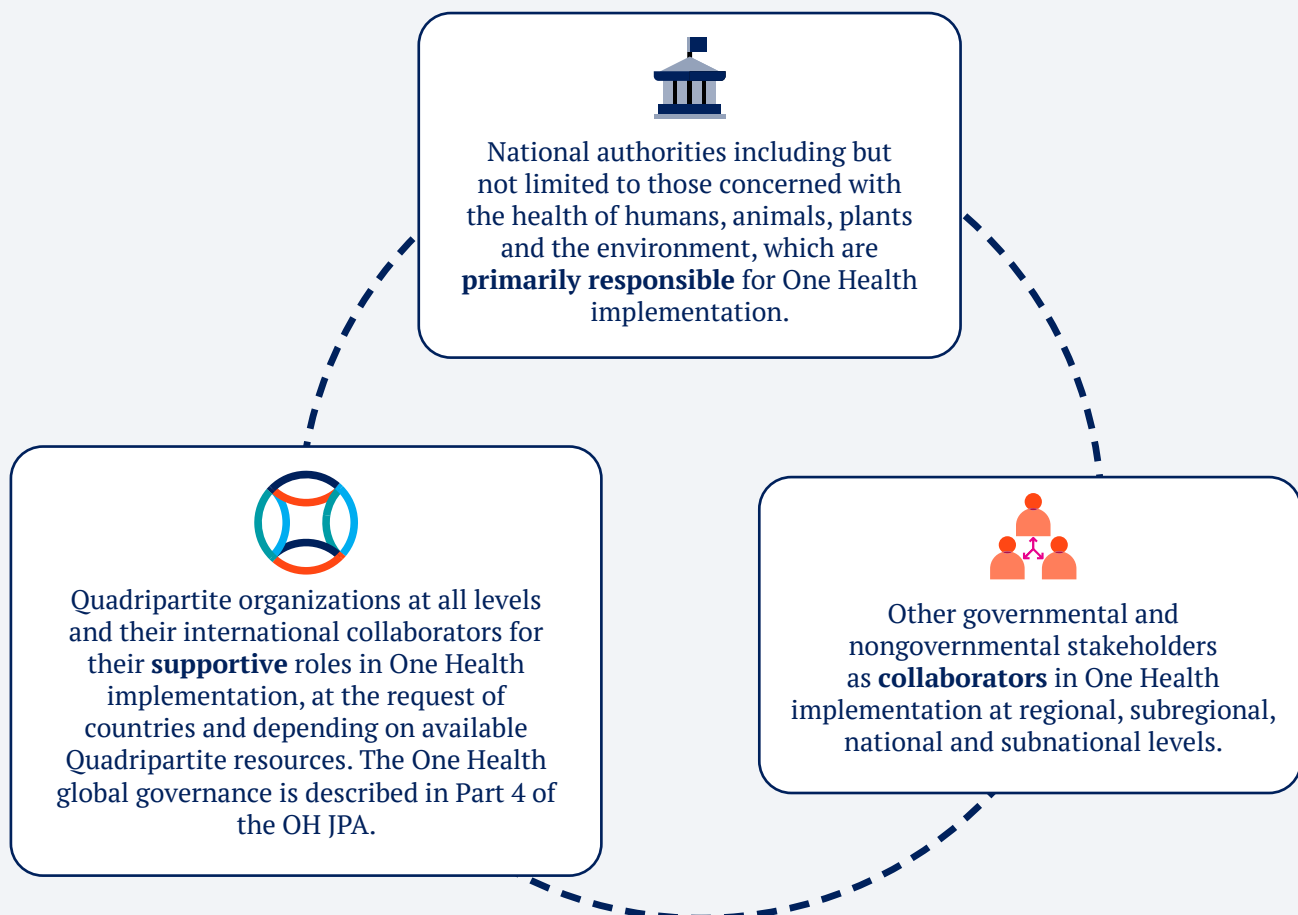 National authorities including but
not limited to those concerned with
the health of humans, animals, plants
and the environment, which are
primarily responsible for One Health
implementation.
Quadripartite organizations at all levels
and their international collaborators for
their supportive roles in One Health
implementation, at the request of
countries and depending on available
Quadripartite resources. The One Health
global governance is described in Part 4 of
the OH JPA.
Other governmental and
nongovernmental stakeholders
as collaborators in One Health
implementation at regional, subregional,
national and subnational levels.